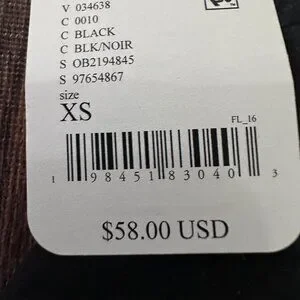 V 034638
C 0010
C BLACK
C BLK/NOIR
S OB2194845
S 97654867
size
XS
FL_16
1 98451 83040 3
$58.00 USD